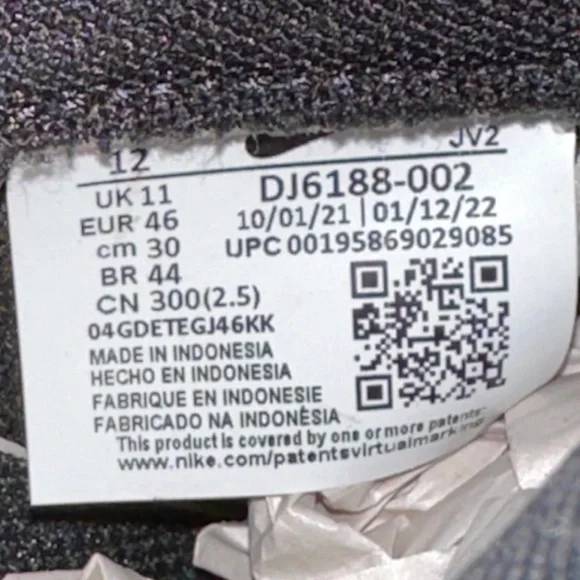 12 JV2
UK 11 DJ6188-002
EUR 46 10/01/21 | 01/12/22
cm 30 UPC 00195869029085
BR 44
CN 300(2.5)
04GDETEGJ46KK
MADE IN INDONESIA
HECHO EN INDONESIA
FABRIQUE EN INDONESIE
FABRICADO NA INDONÈSIA
This product is covered by one or more patents.
www.nike.com/patentsvirtualmarking